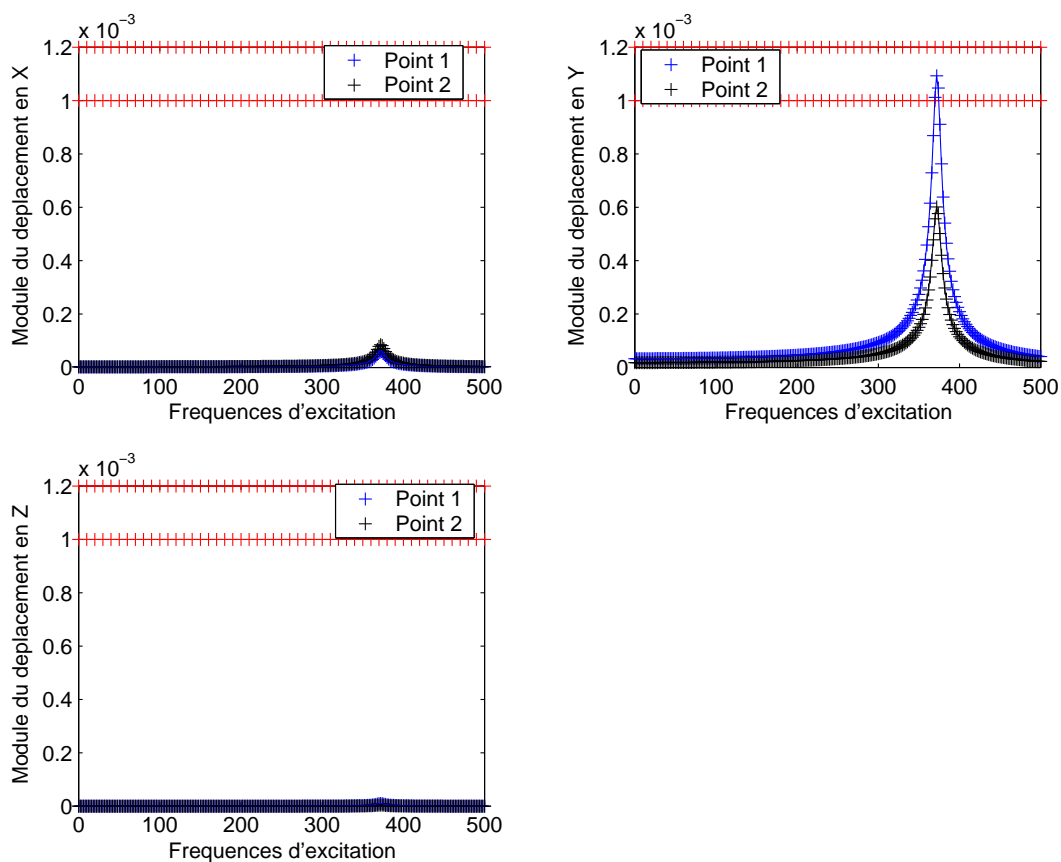 x 10⁻³
1.2
1
0.8
0.6
0.4
0.2
0
0 100 200 300 400 500
Module du deplacement en X
Frequences d'excitation
Point 1
Point 2
x 10⁻³
1.2
1
0.8
0.6
0.4
0.2
0
0 100 200 300 400 500
Module du deplacement en Y
Frequences d'excitation
Point 1
Point 2
x 10⁻³
1.2
1
0.8
0.6
0.4
0.2
0
0 100 200 300 400 500
Module du deplacement en Z
Frequences d'excitation
Point 1
Point 2